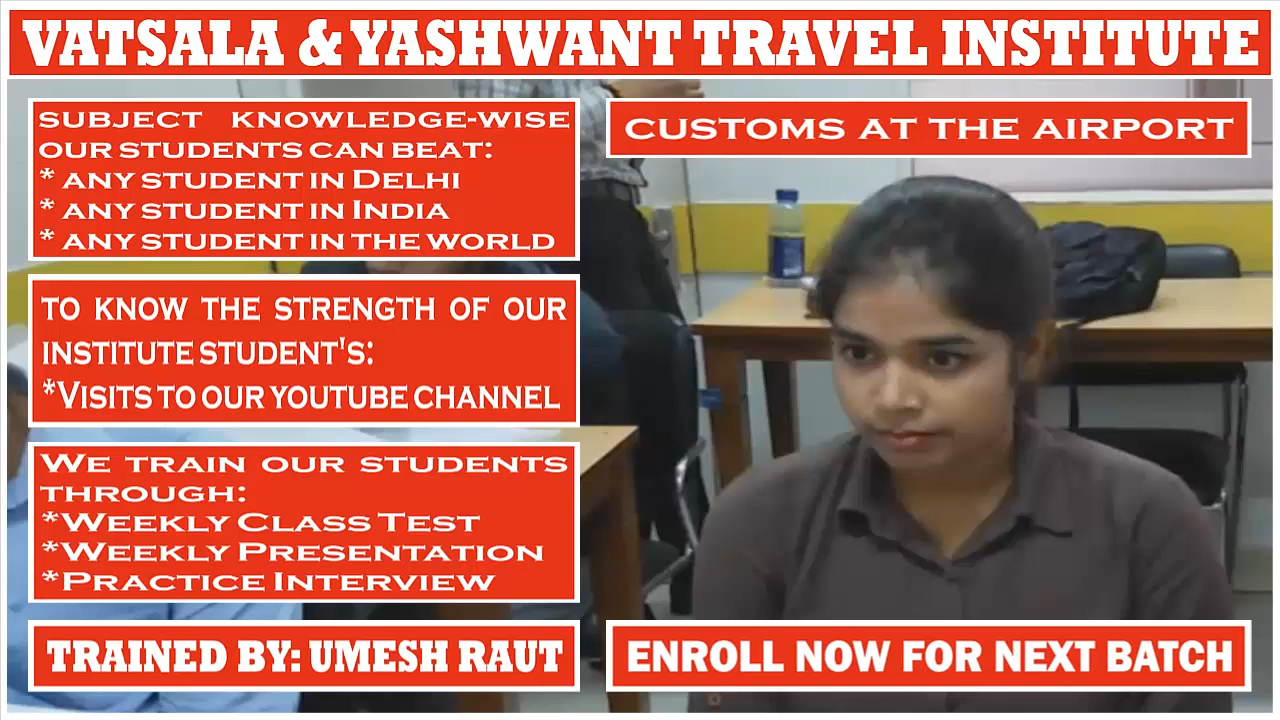 VATSALA & YASHWANT TRAVEL INSTITUTE
SUBJECT KNOWLEDGE-WISE
OUR STUDENTS CAN BEAT:
* ANY STUDENT IN DELHI
* ANY STUDENT IN INDIA
* ANY STUDENT IN THE WORLD
CUSTOMS AT THE AIRPORT
TO KNOW THE STRENGTH OF OUR
INSTITUTE STUDENT'S:
*VISITS TO OUR YOUTUBE CHANNEL
WE TRAIN OUR STUDENTS
THROUGH:
*WEEKLY CLASS TEST
*WEEKLY PRESENTATION
*PRACTICE INTERVIEW
TRAINED BY: UMESH RAUT
ENROLL NOW FOR NEXT BATCH